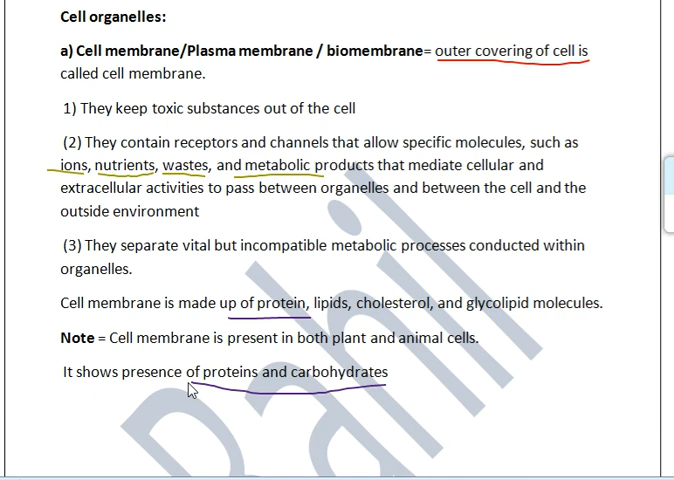 Cell organelles:
a) Cell membrane/Plasma membrane / biomembrane= outer covering of cell is
called cell membrane.
1) They keep toxic substances out of the cell
(2) They contain receptors and channels that allow specific molecules, such as
ions, nutrients, wastes, and metabolic products that mediate cellular and
extracellular activities to pass between organelles and between the cell and the
outside environment
(3) They separate vital but incompatible metabolic processes conducted within
organelles.
Cell membrane is made up of protein, lipids, cholesterol, and glycolipid molecules.
Note = Cell membrane is present in both plant and animal cells.
It shows presence of proteins and carbohydrates